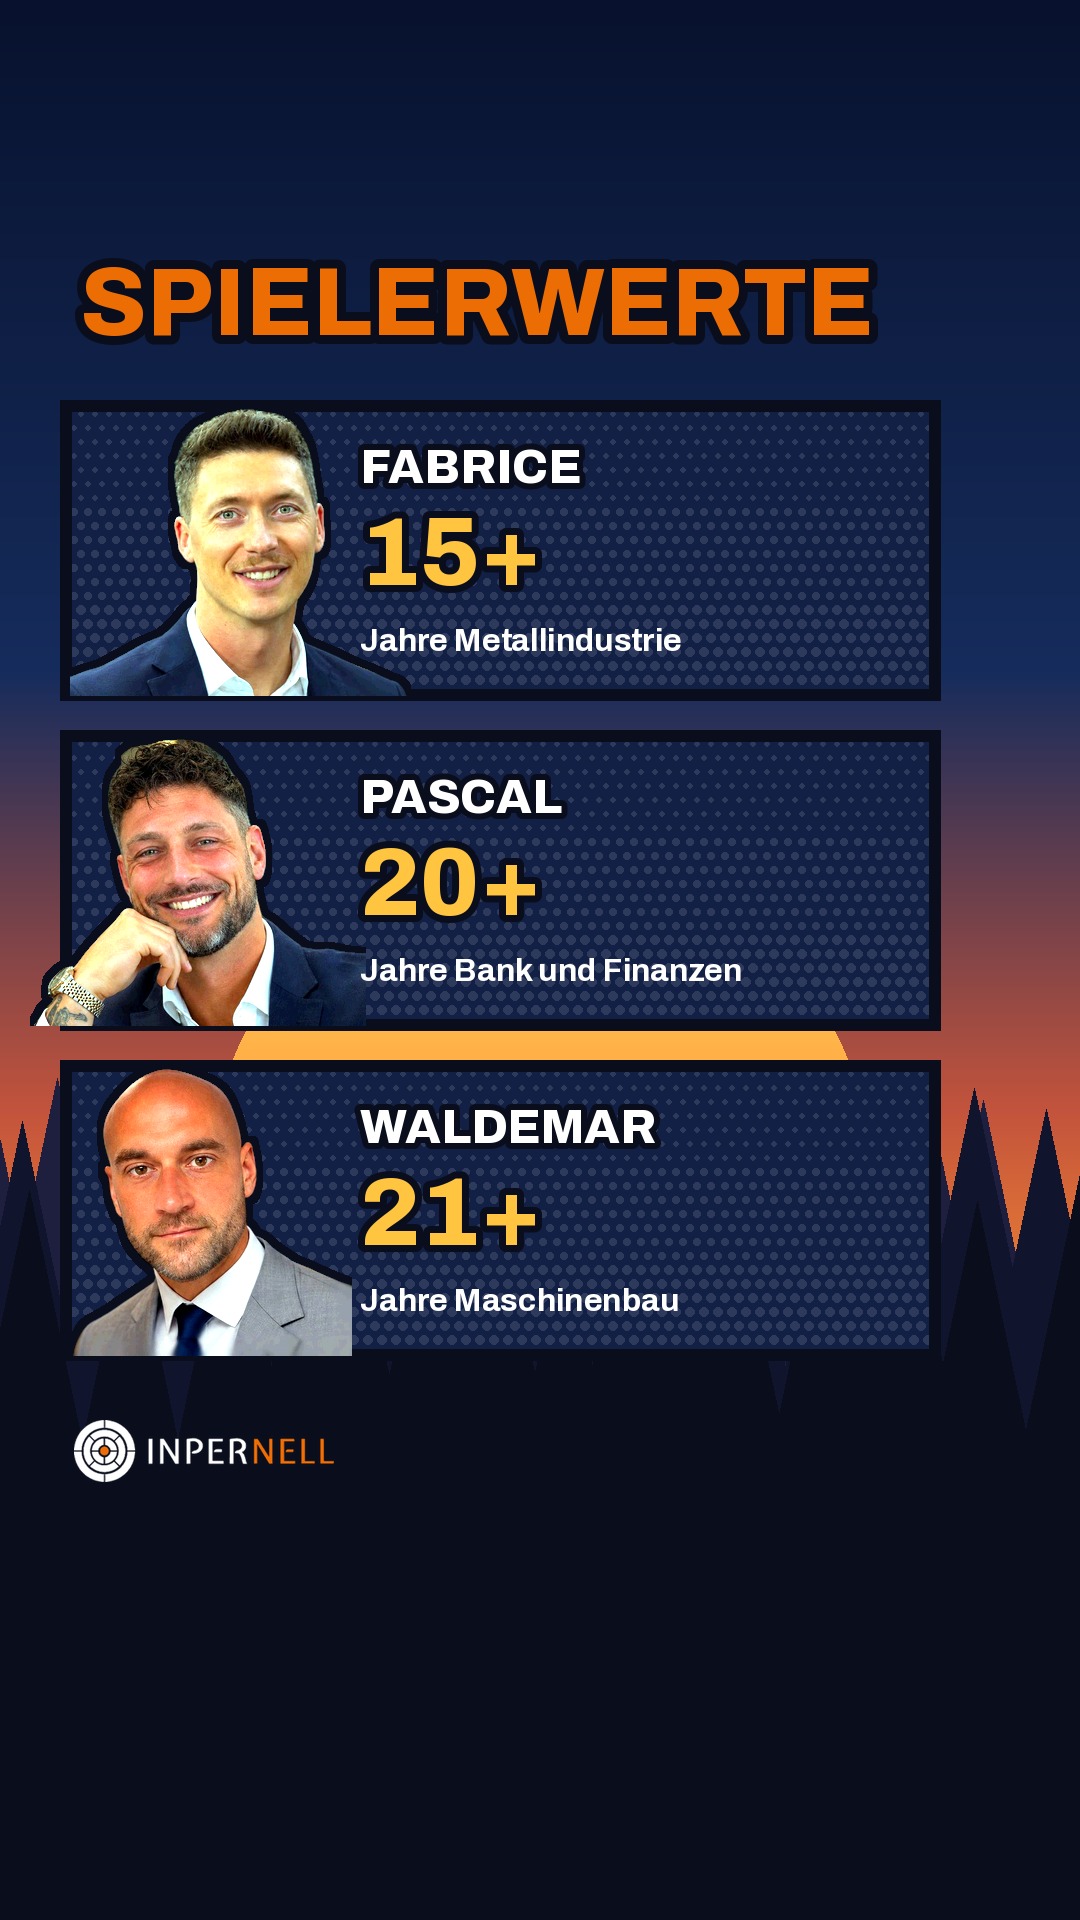 SPIELERWERTE
FABRICE
15+
Jahre Metallindustrie
PASCAL
20+
Jahre Bank und Finanzen
WALDEMAR
21+
Jahre Maschinenbau
INPERNELL